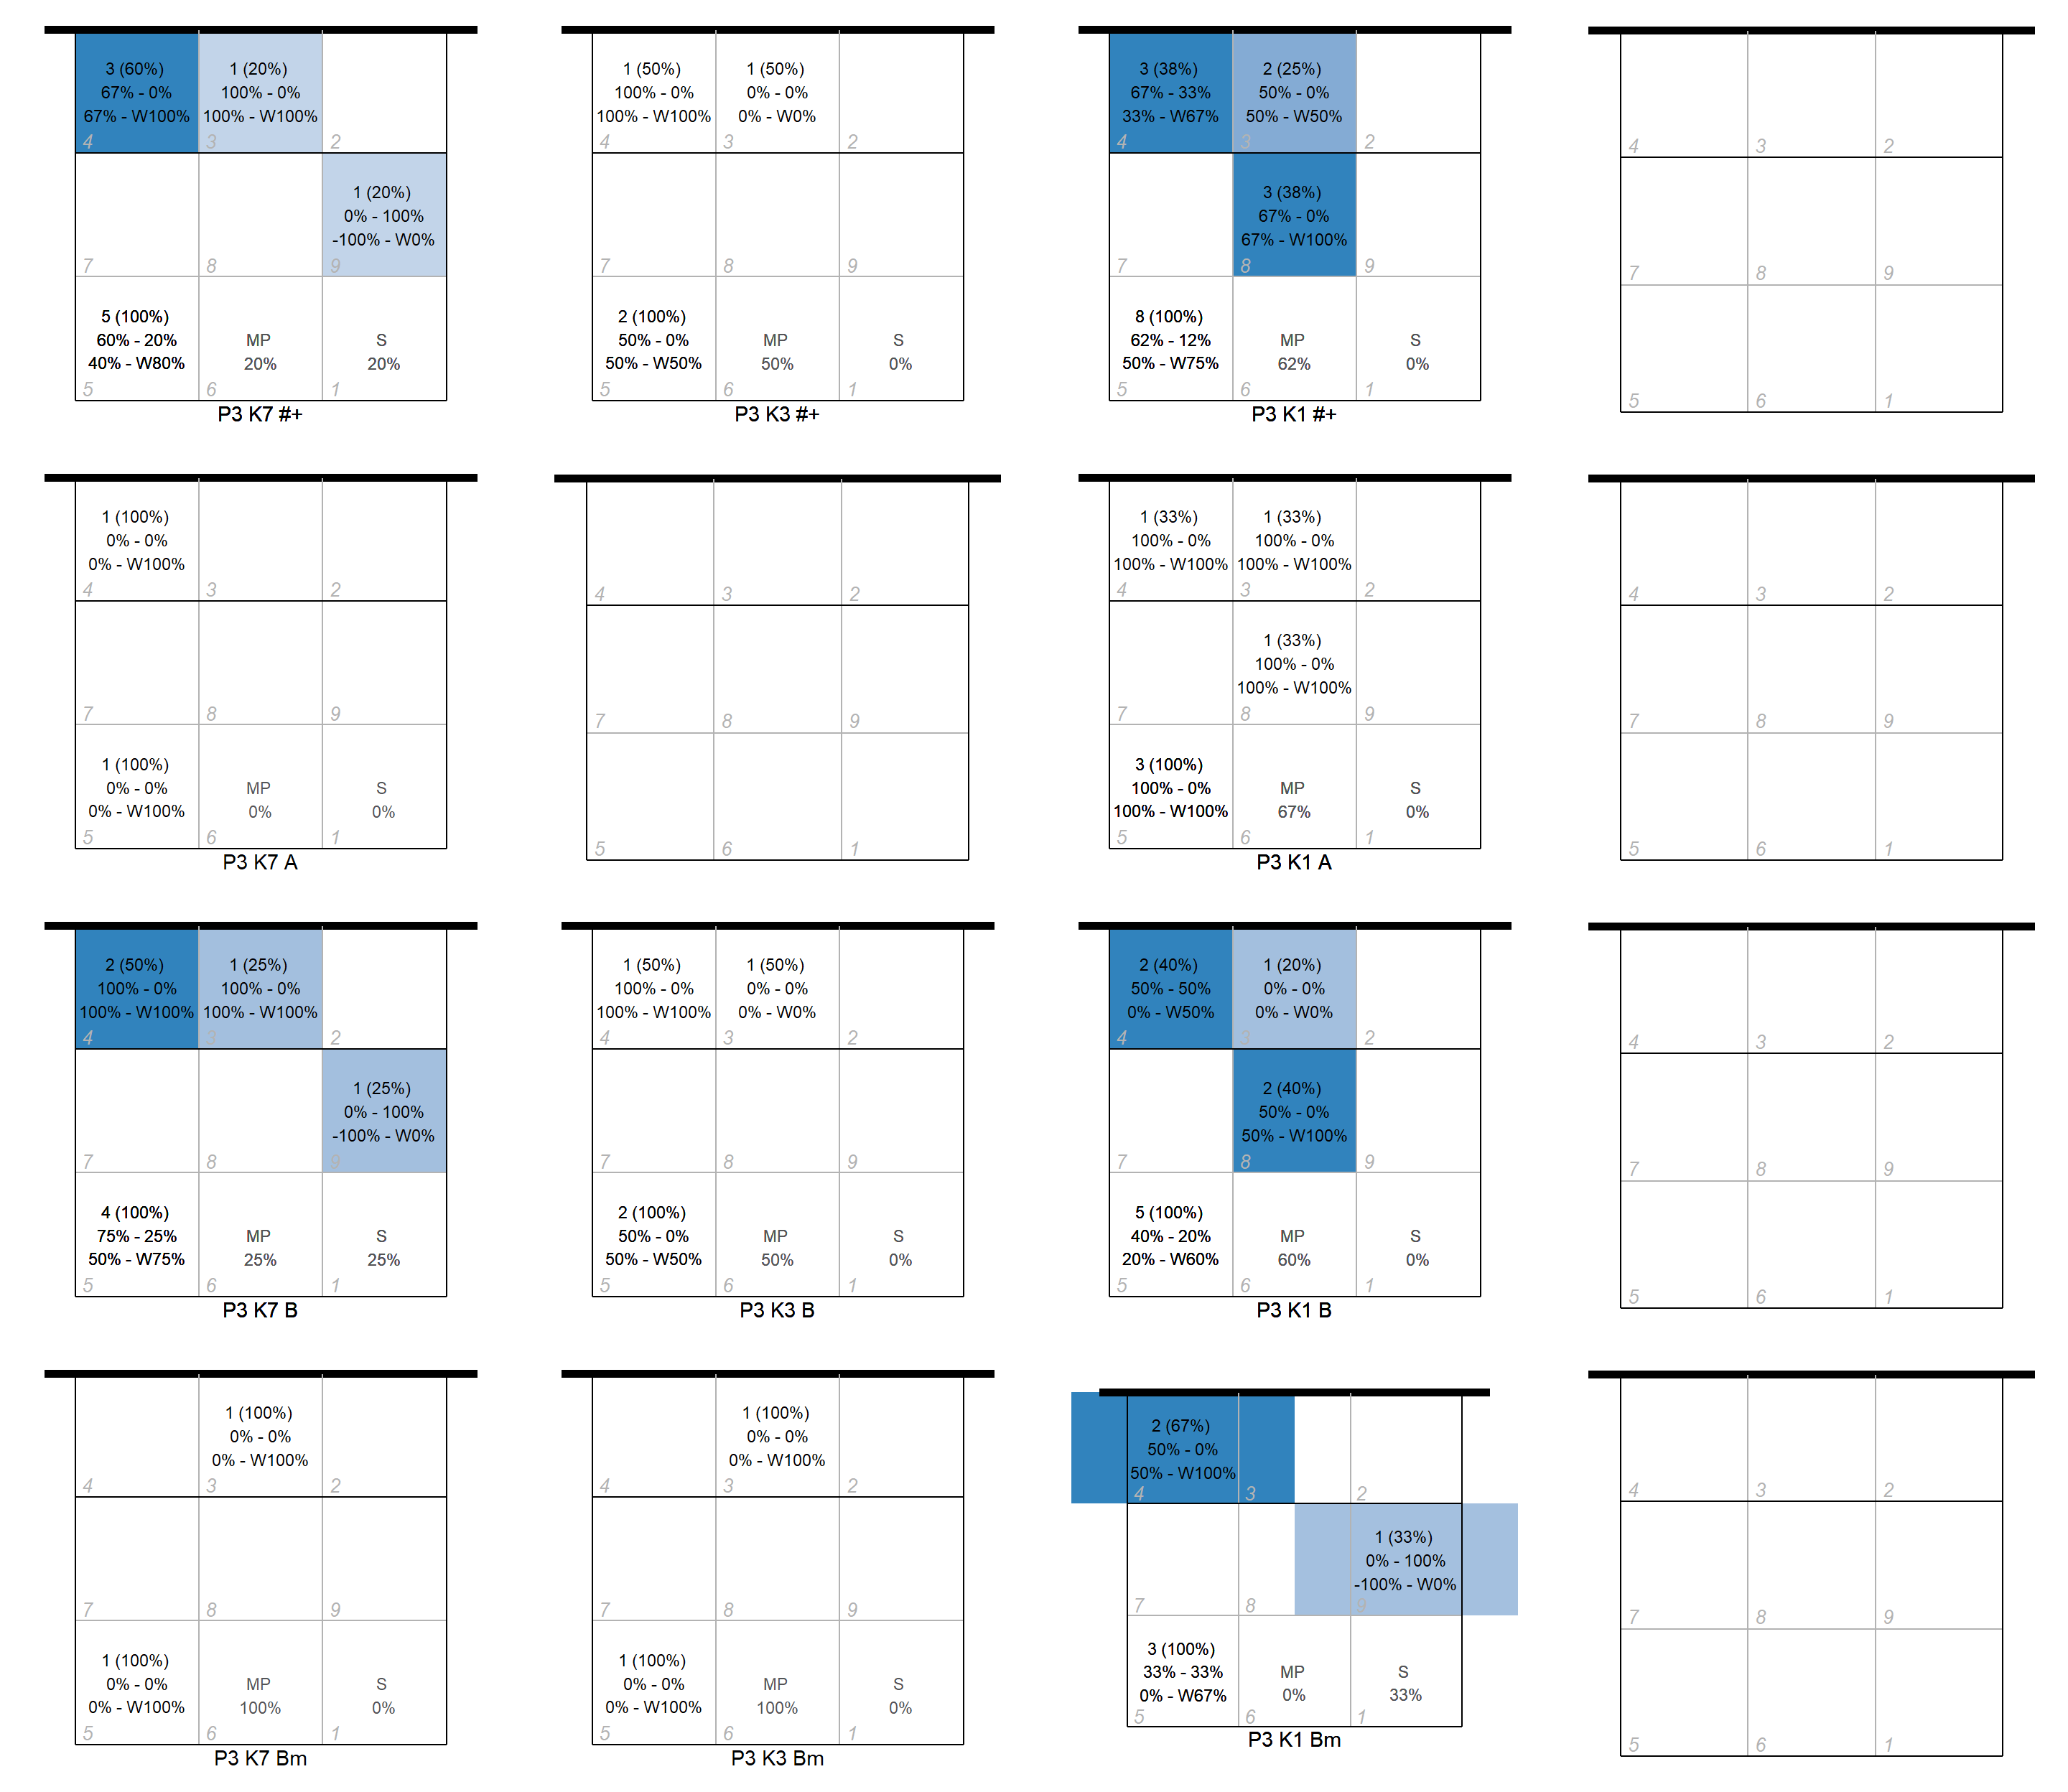 3 (60%)
67% - 0%
67% - W100%
4
1 (20%)
100% - 0%
100% - W100%
3
2
7
8
1 (20%)
0% - 100%
-100% - W0%
9
5 (100%)
60% - 20%
40% - W80%
5
MP
20%
6
S
20%
1
P3 K7 #+
1 (50%)
100% - 0%
100% - W100%
4
1 (50%)
0% - 0%
0% - W0%
3
2
7
8
9
2 (100%)
50% - 0%
50% - W50%
5
MP
50%
6
S
0%
1
P3 K3 #+
3 (38%)
67% - 33%
33% - W67%
4
2 (25%)
50% - 0%
50% - W50%
3
2
7
3 (38%)
67% - 0%
67% - W100%
8
9
8 (100%)
62% - 12%
50% - W75%
5
MP
62%
6
S
0%
1
P3 K1 #+
4
3
2
7
8
9
5
6
1
1 (100%)
0% - 0%
0% - W100%
4
3
2
7
8
9
1 (100%)
0% - 0%
0% - W100%
5
MP
0%
6
S
0%
1
P3 K7 A
4
3
2
7
8
9
5
6
1
1 (33%)
100% - 0%
100% - W100%
4
1 (33%)
100% - 0%
100% - W100%
3
2
7
1 (33%)
100% - 0%
100% - W100%
8
9
3 (100%)
100% - 0%
100% - W100%
5
MP
67%
6
S
0%
1
P3 K1 A
4
3
2
7
8
9
5
6
1
2 (50%)
100% - 0%
100% - W100%
4
1 (25%)
100% - 0%
100% - W100%
3
2
7
8
1 (25%)
0% - 100%
-100% - W0%
9
4 (100%)
75% - 25%
50% - W75%
5
MP
25%
6
S
25%
1
P3 K7 B
1 (50%)
100% - 0%
100% - W100%
4
1 (50%)
0% - 0%
0% - W0%
3
2
7
8
9
2 (100%)
50% - 0%
50% - W50%
5
MP
50%
6
S
0%
1
P3 K3 B
2 (40%)
50% - 50%
0% - W50%
4
1 (20%)
0% - 0%
0% - W0%
3
2
7
2 (40%)
50% - 0%
50% - W100%
8
9
5 (100%)
40% - 20%
20% - W60%
5
MP
60%
6
S
0%
1
P3 K1 B
4
3
2
7
8
9
5
6
1
4
1 (100%)
0% - 0%
0% - W100%
3
2
7
8
9
1 (100%)
0% - 0%
0% - W100%
5
MP
100%
6
S
0%
1
P3 K7 Bm
4
1 (100%)
0% - 0%
0% - W100%
3
2
7
8
9
1 (100%)
0% - 0%
0% - W100%
5
MP
100%
6
S
0%
1
P3 K3 Bm
2 (67%)
50% - 0%
50% - W100%
4
3
2
7
8
1 (33%)
0% - 100%
-100% - W0%
9
3 (100%)
33% - 33%
0% - W67%
5
MP
0%
6
S
33%
1
P3 K1 Bm
4
3
2
7
8
9
5
6
1